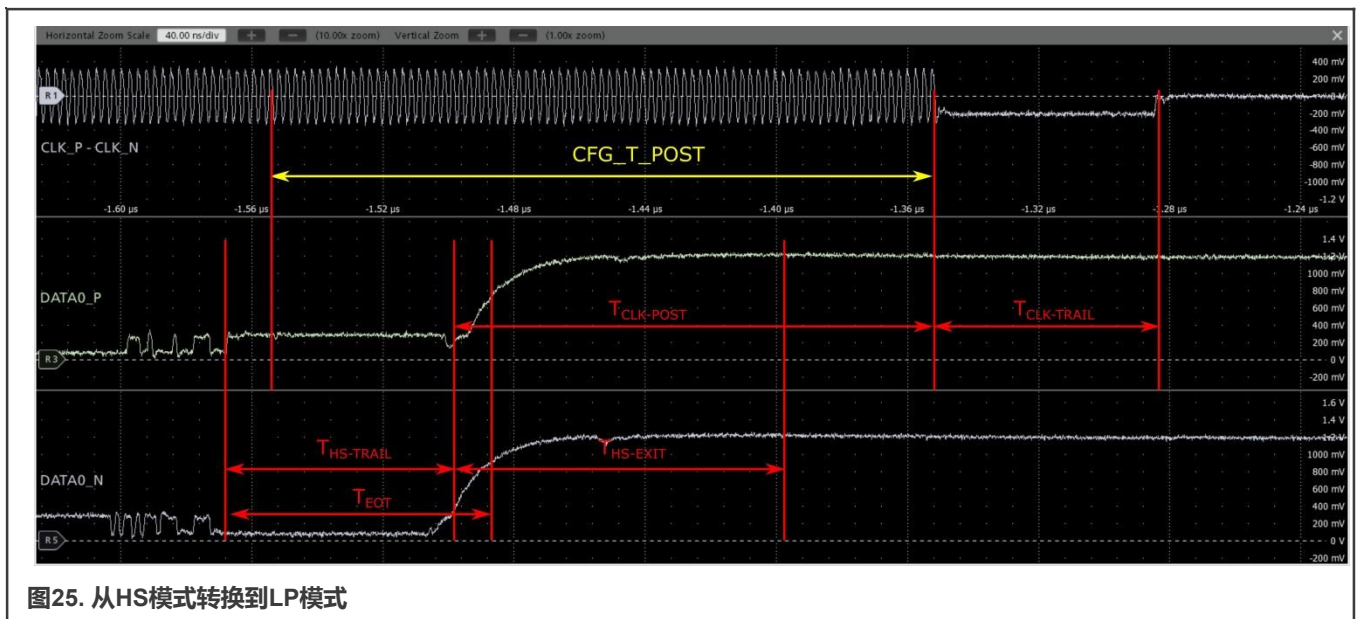 Horizontal Zoom Scale 40.00 ns/div + − (10.00x zoom) Vertical Zoom + − (1.00x zoom) ×
400 mV
200 mV
R1
-200 mV
-400 mV
CLK_P - CLK_N
CFG_T_POST
-600 mV
-800 mV
-1000 mV
-1.2 V
-1.60 µs -1.56 µs -1.52 µs -1.48 µs -1.44 µs -1.40 µs -1.36 µs -1.32 µs -1.28 µs -1.24 µs
1.4 V
1.2 V
1000 mV
DATA0_P
800 mV
TCLK-POST
TCLK-TRAIL
600 mV
400 mV
200 mV
R3
0 V
-200 mV
1.6 V
1.4 V
1.2 V
THS-TRAIL
THS-EXIT
1000 mV
DATA0_N
800 mV
TEOT
600 mV
400 mV
200 mV
R5
0 V
-200 mV
图25. 从HS模式转换到LP模式